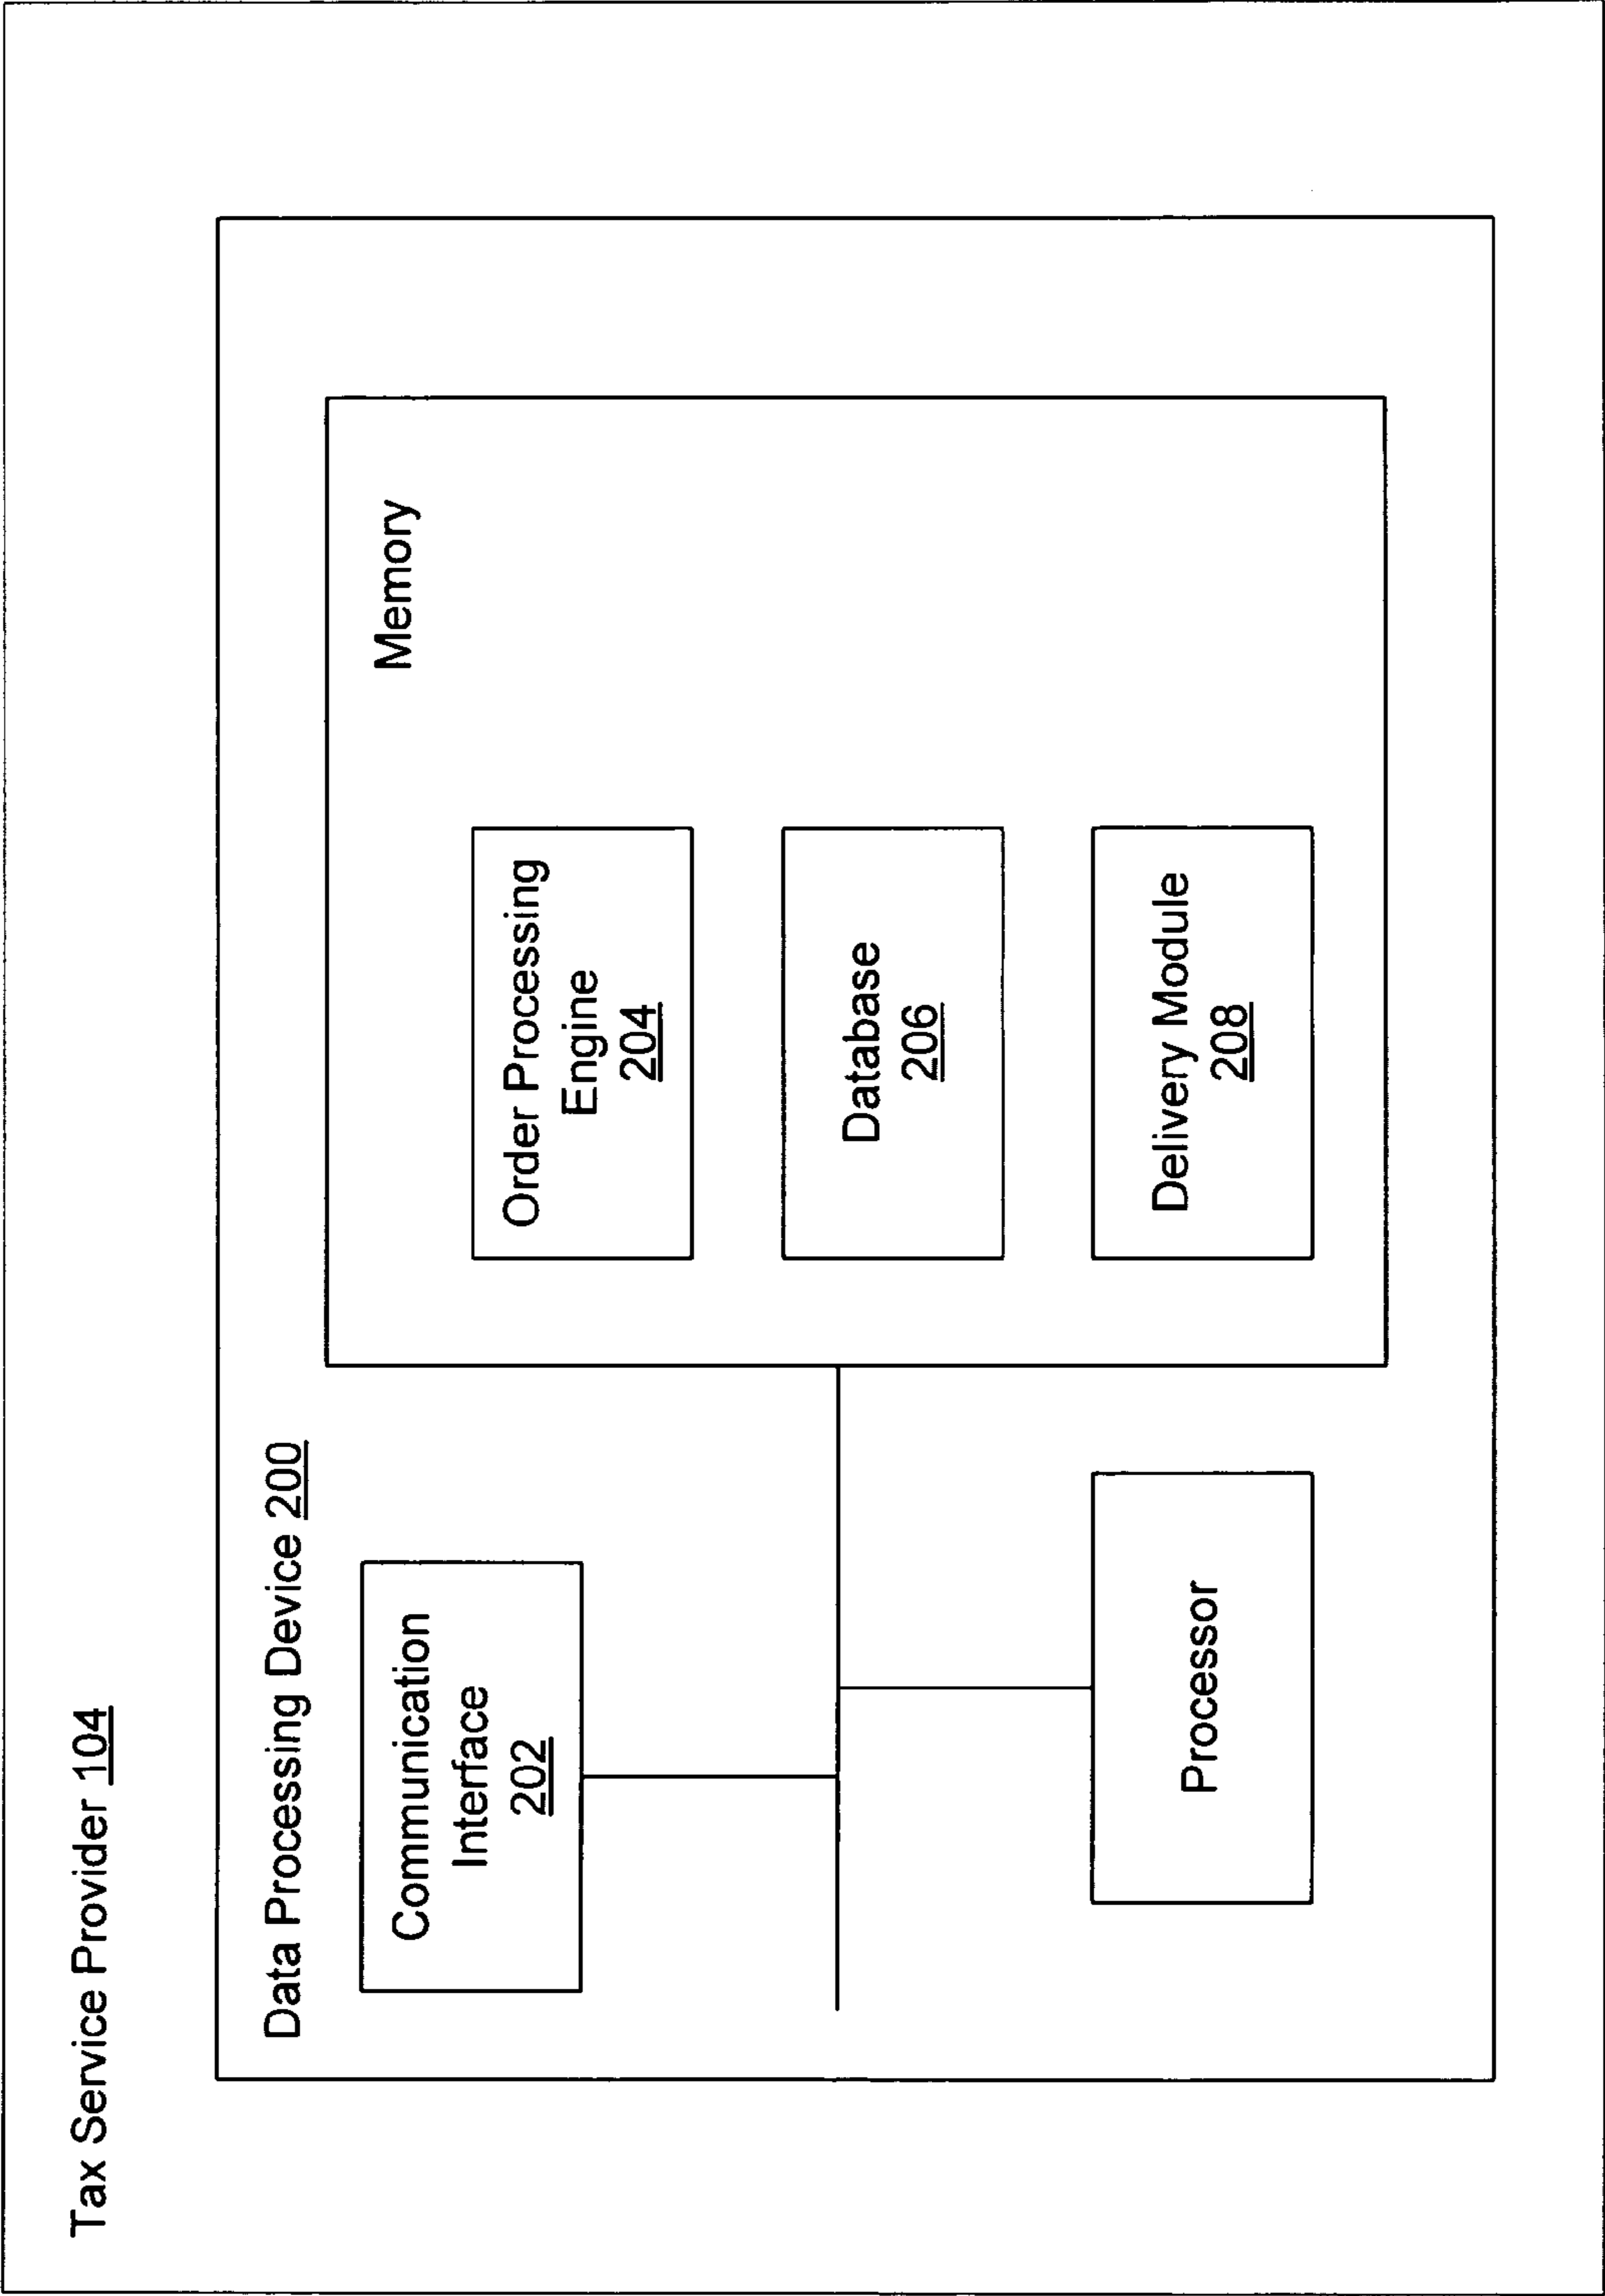 Tax Service Provider 104
Data Processing Device 200
Communication
Interface
202
Processor
Memory
Order Processing
Engine
204
Database
206
Delivery Module
208